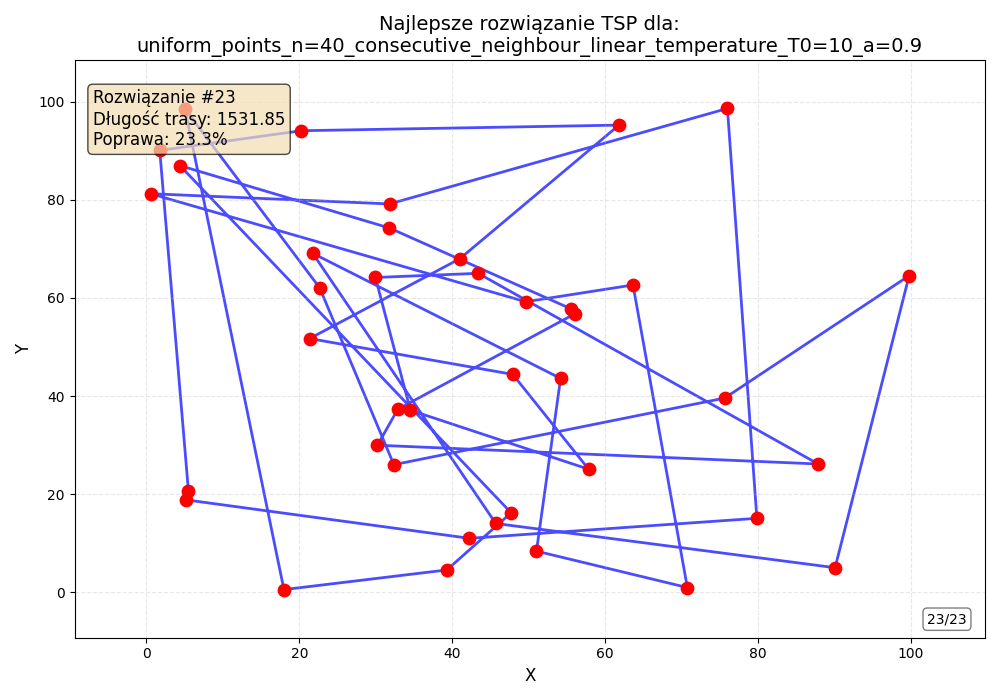 Najlepsze rozwiązanie TSP dla:
uniform_points_n=40_consecutive_neighbour_linear_temperature_T0=10_a=0.9
Rozwiązanie #23
Długość trasy: 1531.85
Poprawa: 23.3%
100
80
60
40
20
0
Y
23/23
0 20 40 60 80 100
X